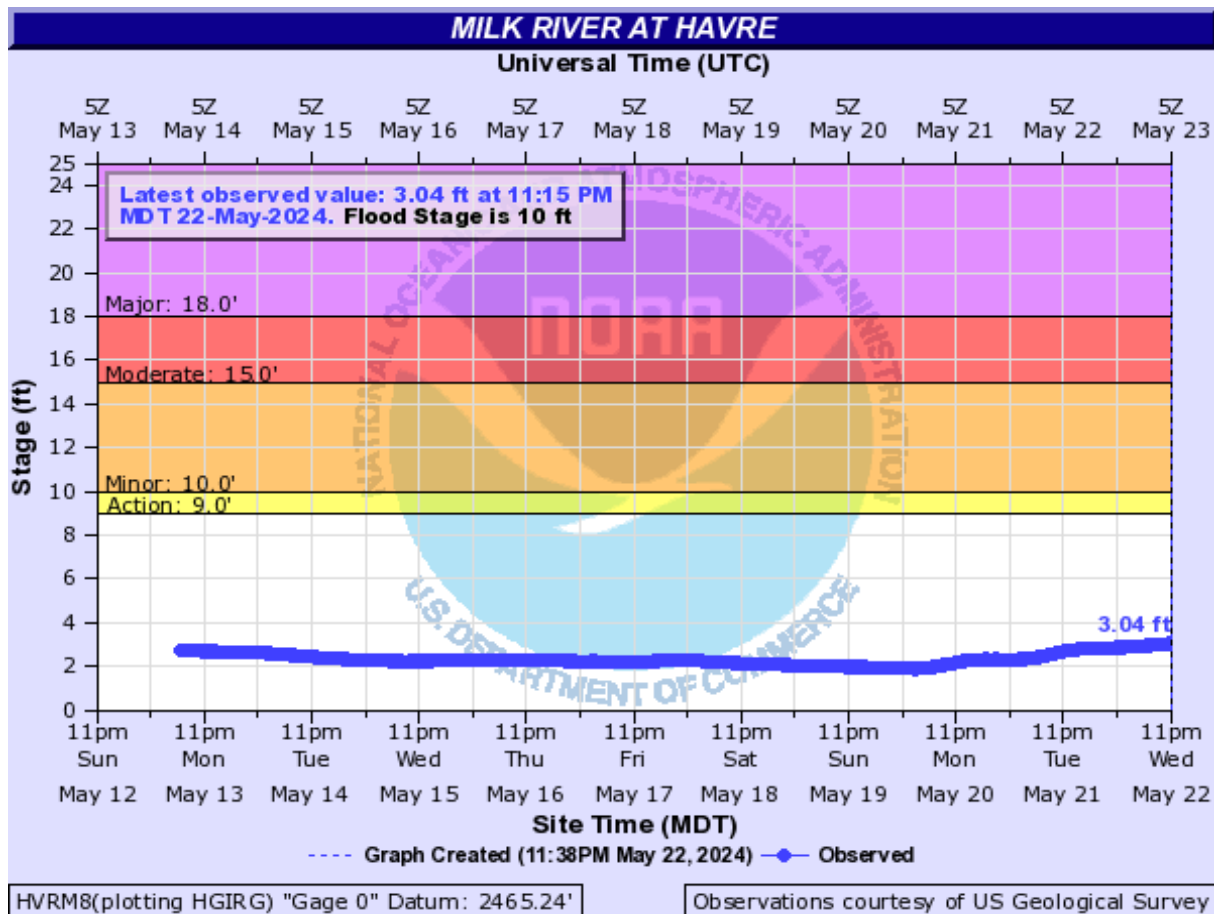 MILK RIVER AT HAVRE
Universal Time (UTC)
5Z 5Z 5Z 5Z 5Z 5Z 5Z 5Z 5Z 5Z 5Z
May 13 May 14 May 15 May 16 May 17 May 18 May 19 May 20 May 21 May 22 May 23
Latest observed value: 3.04 ft at 11:15 PM
MDT 22-May-2024. Flood Stage is 10 ft
25
24
22
20
Major: 18.0'
18
16
Moderate: 15.0'
14
12
Minor: 10.0'
10
Action: 9.0'
8
6
4
2
0
Stage (ft)
NATIONAL OCEANIC AND ATMOSPHERIC ADMINISTRATION
NOAA
U.S. DEPARTMENT OF COMMERCE
3.04 ft
11pm 11pm 11pm 11pm 11pm 11pm 11pm 11pm 11pm 11pm 11pm
Sun Mon Tue Wed Thu Fri Sat Sun Mon Tue Wed
May 12 May 13 May 14 May 15 May 16 May 17 May 18 May 19 May 20 May 21 May 22
Site Time (MDT)
Graph Created (11:38PM May 22, 2024) Observed
HVRM8(plotting HGIRG) "Gage 0" Datum: 2465.24'
Observations courtesy of US Geological Survey